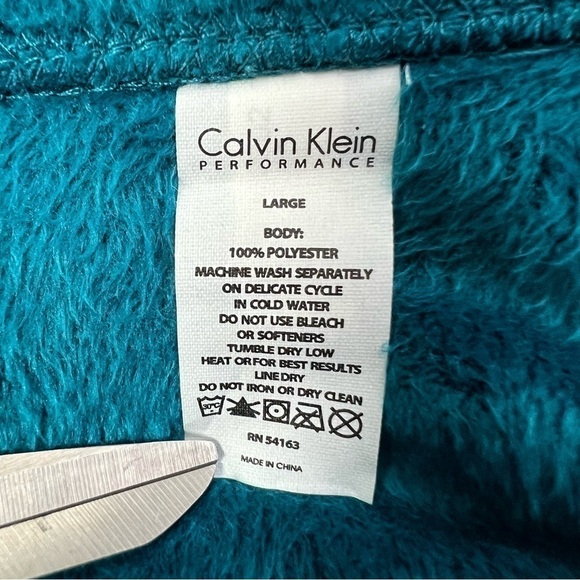 Calvin Klein
PERFORMANCE
LARGE
BODY:
100% POLYESTER
MACHINE WASH SEPARATELY
ON DELICATE CYCLE
IN COLD WATER
DO NOT USE BLEACH
OR SOFTENERS
TUMBLE DRY LOW
HEAT OR FOR BEST RESULTS
LINE DRY
DO NOT IRON OR DRY CLEAN
30°C
RN 54163
MADE IN CHINA